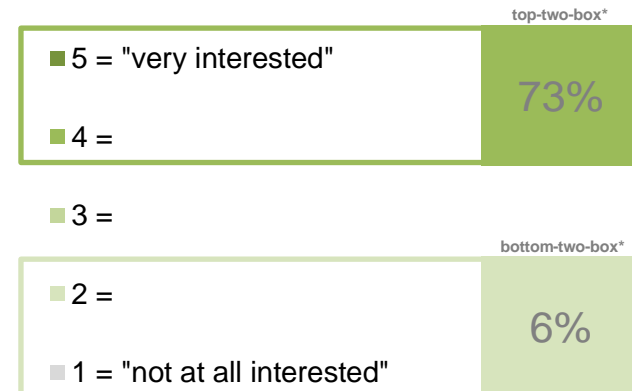 top-two-box*
5 = "very interested"
73%
4 =
3 =
bottom-two-box*
2 =
6%
1 = "not at all interested"